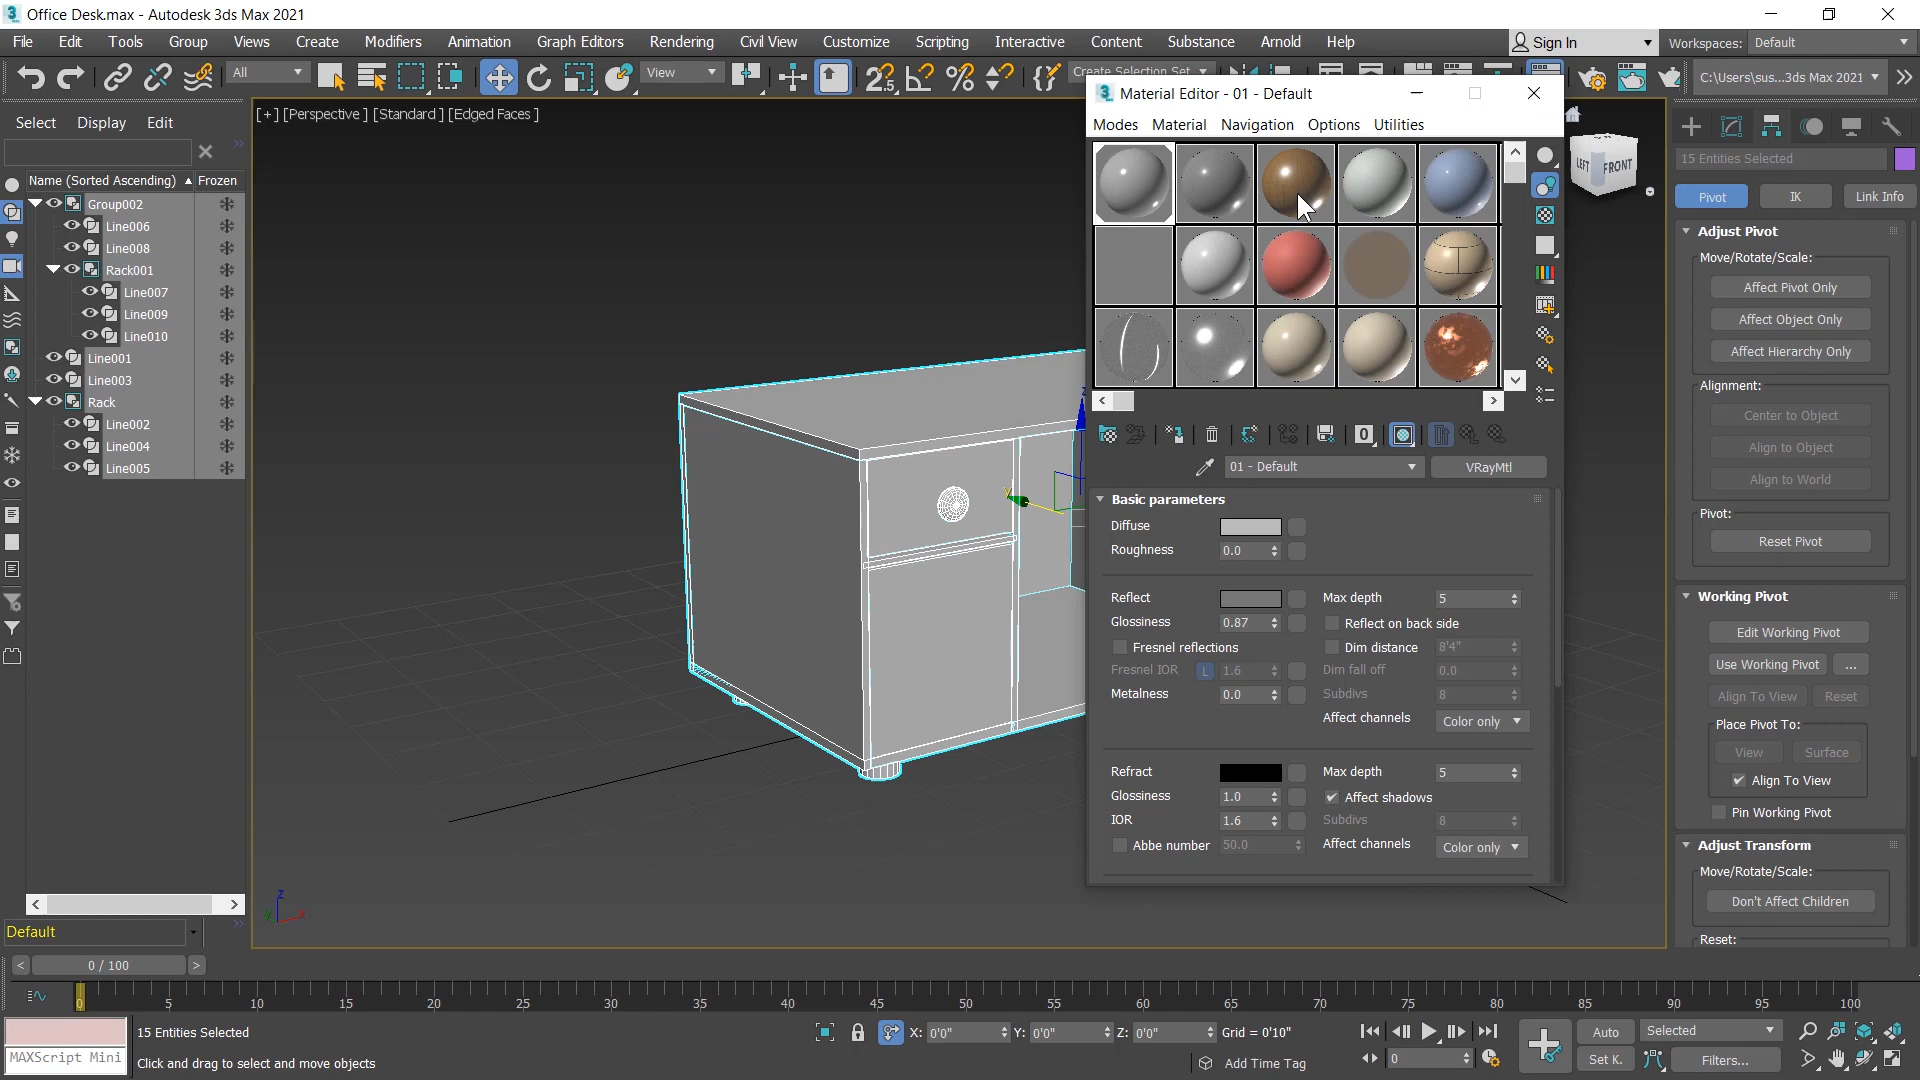 Office Desk.max - Autodesk 3ds Max 2021
File Edit Tools Group Views Create Modifiers Animation Graph Editors Rendering Civil View Customize Scripting Interactive Content Substance Arnold Help
Sign In
Workspaces: Default
All
View
Create Selection Set
C:\Users\sus...3ds Max 2021
Select Display Edit
[+] [Perspective ] [Standard ] [Edged Faces ]
Name (Sorted Ascending) Frozen
Group002
Line006
Line008
Rack001
Line007
Line009
Line010
Line001
Line003
Rack
Line002
Line004
Line005
Default
Material Editor - 01 - Default
Modes Material Navigation Options Utilities
01 - Default
VRayMtl
Basic parameters
Diffuse
Roughness 0.0
Reflect Max depth 5
Glossiness 0.87 Reflect on back side
Fresnel reflections Dim distance 8'4"
Fresnel IOR L 1.6 Dim fall off 0.0
Metalness 0.0 Subdivs 8
Affect channels Color only
Refract Max depth 5
Glossiness 1.0 Affect shadows
IOR 1.6 Subdivs 8
Abbe number 50.0 Affect channels Color only
LEFT FRONT
15 Entities Selected
Pivot IK Link Info
Adjust Pivot
Move/Rotate/Scale:
Affect Pivot Only
Affect Object Only
Affect Hierarchy Only
Alignment:
Center to Object
Align to Object
Align to World
Pivot:
Reset Pivot
Working Pivot
Edit Working Pivot
Use Working Pivot ...
Align To View Reset
Place Pivot To:
View Surface
Align To View
Pin Working Pivot
Adjust Transform
Move/Rotate/Scale:
Don't Affect Children
Reset:
z
y
x
y
< 0 / 100 >
0 5 10 15 20 25 30 35 40 45 50 55 60 65 70 75 80 85 90 95 100
MAXScript Mini
15 Entities Selected
Click and drag to select and move objects
X: 0'0" Y: 0'0" Z: 0'0" Grid = 0'10"
Add Time Tag
0
Auto
Set K.
Selected
Filters...